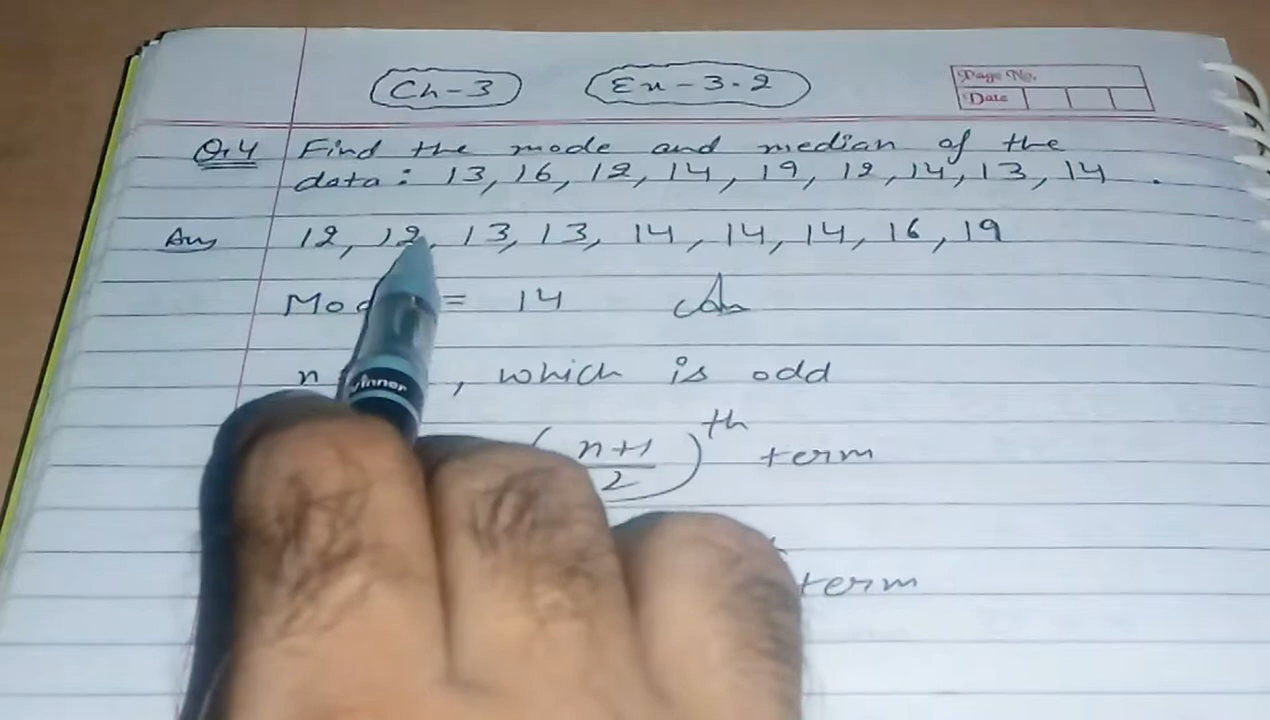 Ch-3 Ex-3.2
Page No.
Date
Q.4 Find the mode and median of the
data: 13, 16, 12, 14, 19, 12, 14, 13, 14.
Ans 12, 12, 13, 13, 14, 14, 14, 16, 19
= 14
n , which is odd
(n+1/2)th term
term
winner